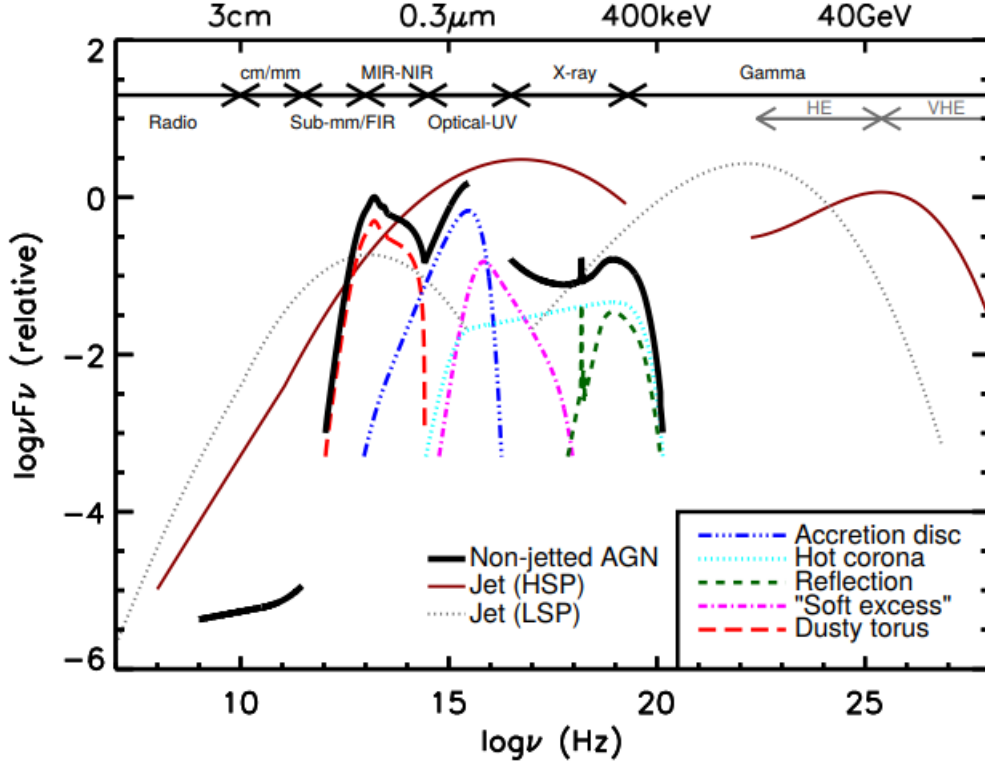 3cm 0.3μm 400keV 40GeV
cm/mm MIR-NIR X-ray Gamma
HE VHE
Radio Sub-mm/FIR Optical-UV
2
0
-2
-4
-6
logνFν (relative)
Non-jetted AGN
Jet (HSP)
Jet (LSP)
Accretion disc
Hot corona
Reflection
"Soft excess"
Dusty torus
10 15 20 25
logν (Hz)